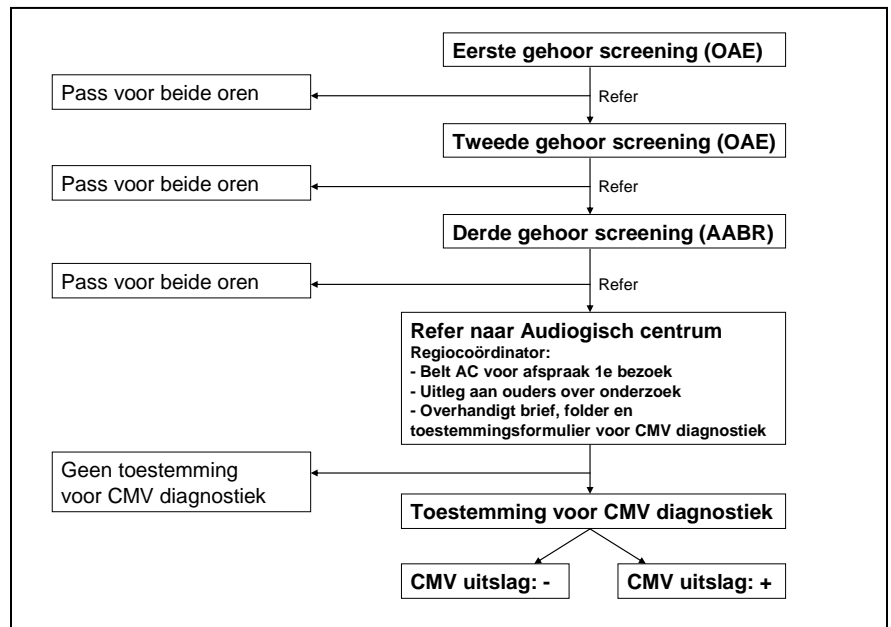 Eerste gehoor screening (OAE)
Pass voor beide oren
Refer
Tweede gehoor screening (OAE)
Pass voor beide oren
Refer
Derde gehoor screening (AABR)
Pass voor beide oren
Refer
Refer naar Audiogisch centrum
Regiocoördinator:
- Belt AC voor afspraak 1e bezoek
- Uitleg aan ouders over onderzoek
- Overhandigt brief, folder en
toestemmingsformulier voor CMV diagnostiek
Geen toestemming
voor CMV diagnostiek
Toestemming voor CMV diagnostiek
CMV uitslag: -
CMV uitslag: +